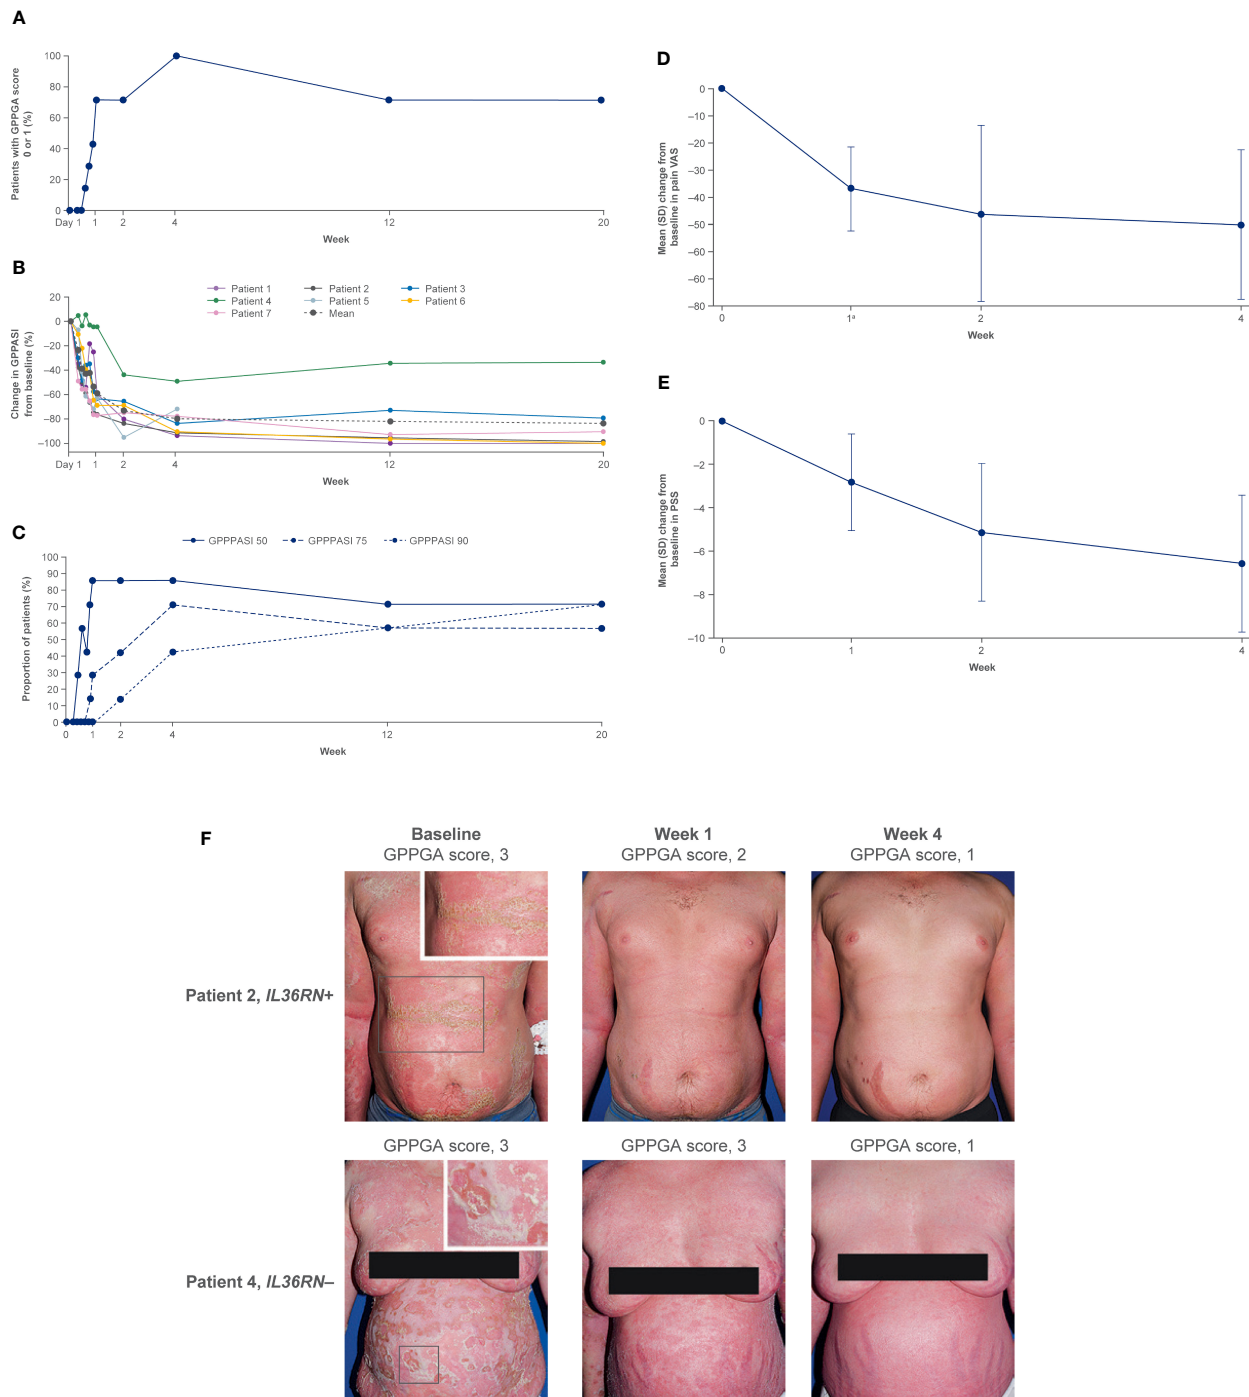 A
Patients with GPPGA score
0 or 1 (%)
100
80
60
40
20
0
Day 1
1
2
4
12
20
Week
B
Patient 1
Patient 2
Patient 3
Patient 4
Patient 5
Patient 6
Patient 7
Mean
Change in GPPASI
from baseline (%)
20
0
–20
–40
–60
–80
–100
Day 1
1
2
4
12
20
Week
C
GPPPASI 50
GPPPASI 75
GPPPASI 90
Proportion of patients (%)
100
90
80
70
60
50
40
30
20
10
0
0
1
2
4
12
20
Week
D
Mean (SD) change from
baseline in pain VAS
0
–10
–20
–30
–40
–50
–60
–60
–80
0
1ª
2
4
Week
E
Mean (SD) change from
baseline in PSS
0
–2
–4
–6
–8
–10
0
1
2
4
Week
F
Baseline
Week 1
Week 4
GPPGA score, 3
GPPGA score, 2
GPPGA score, 1
Patient 2, IL36RN+
GPPGA score, 3
GPPGA score, 3
GPPGA score, 1
Patient 4, IL36RN–